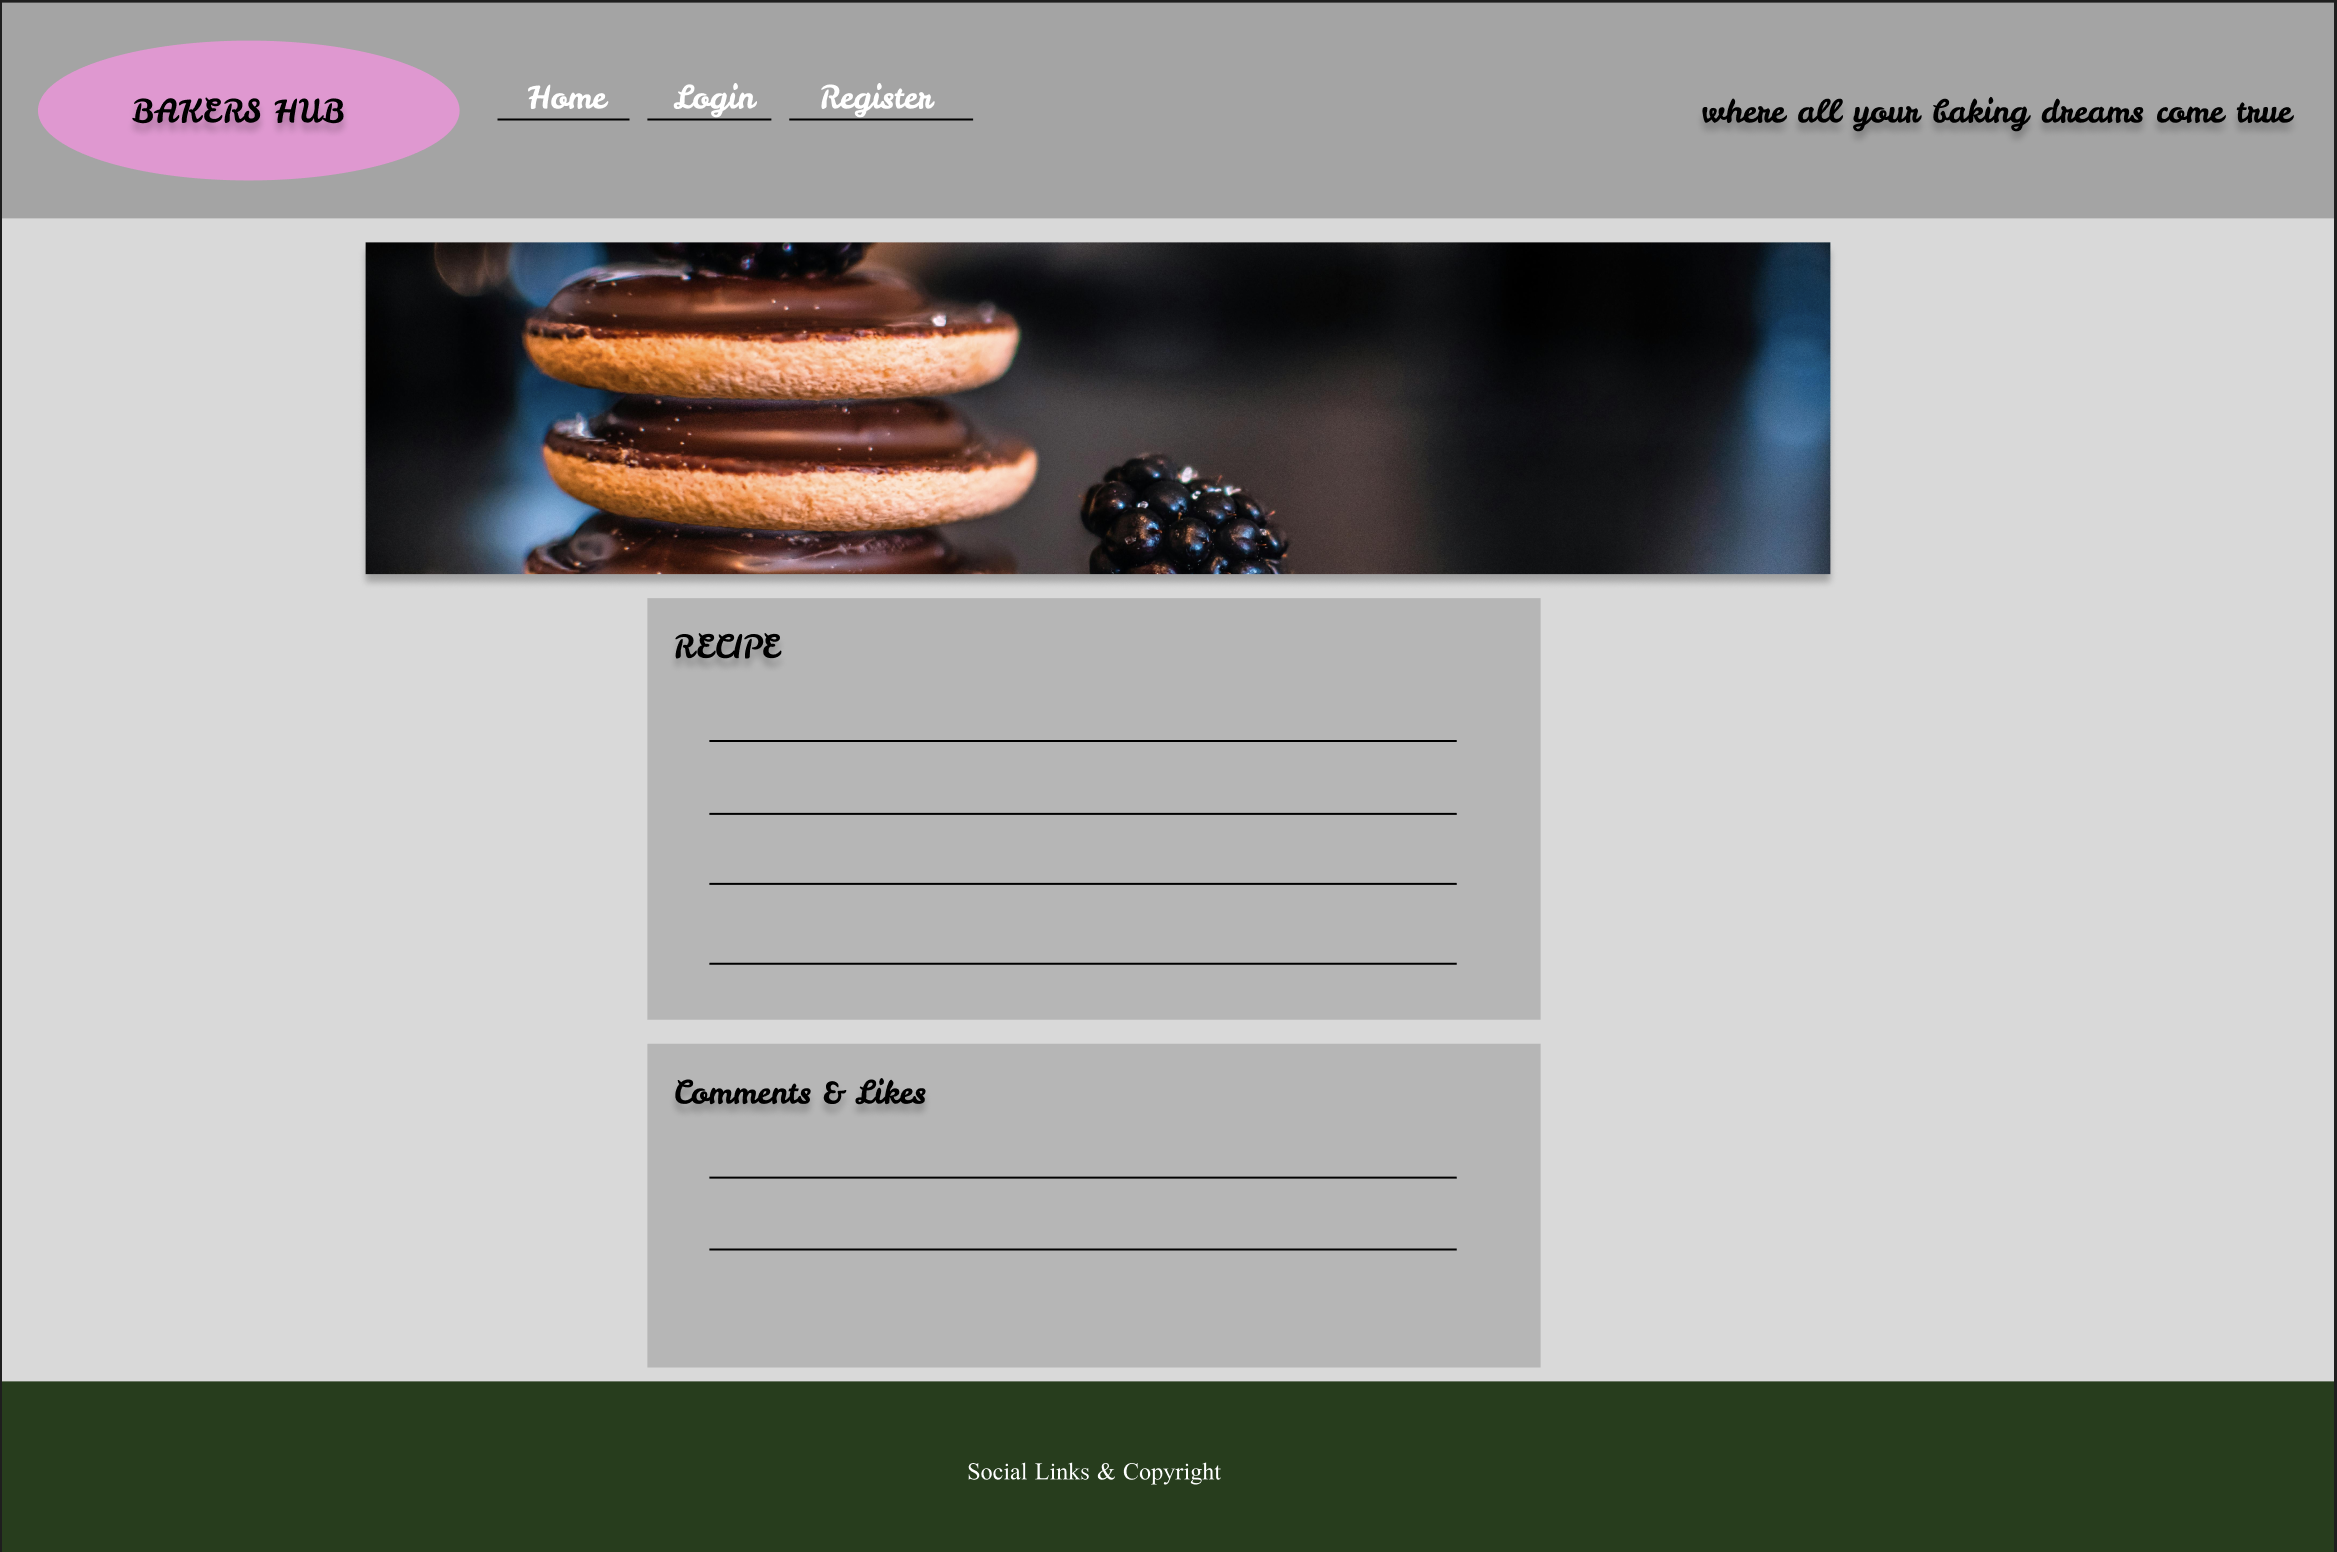 BAKERS HUB
Home Login Register
where all your baking dreams come true
RECIPE
Comments & Likes
Social Links & Copyright